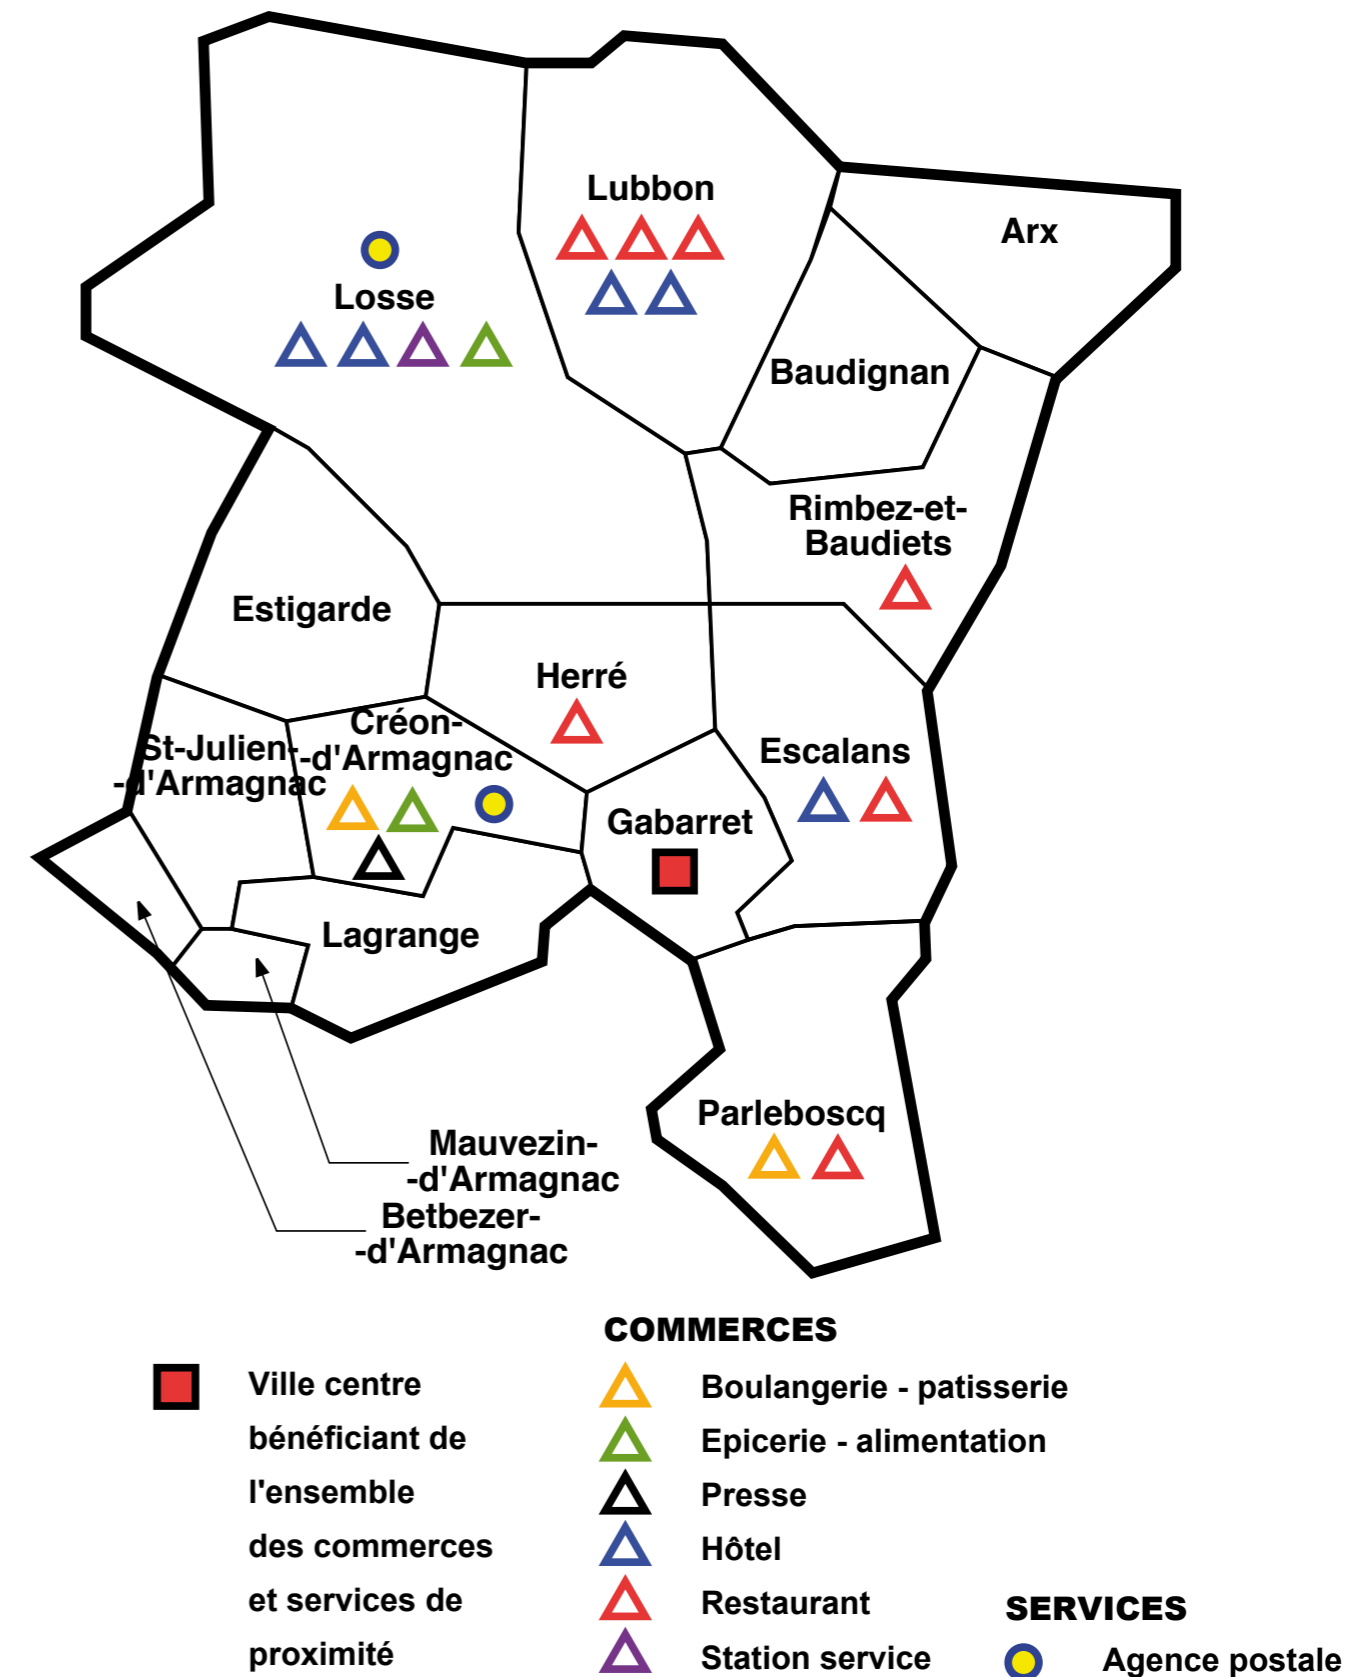 Lubbon
Arx
Losse
Baudignan
Rimbez-et-
Baudiets
Estigarde
Herré
Créon-
-d'Armagnac
St-Julien-
-d'Armagnac
Escalans
Gabarret
Lagrange
Parleboscq
Mauvezin-
-d'Armagnac
Betbezer-
-d'Armagnac
Ville centre
bénéficiant de
l'ensemble
des commerces
et services de
proximité
COMMERCES
Boulangerie - patisserie
Epicerie - alimentation
Presse
Hôtel
Restaurant
Station service
SERVICES
Agence postale